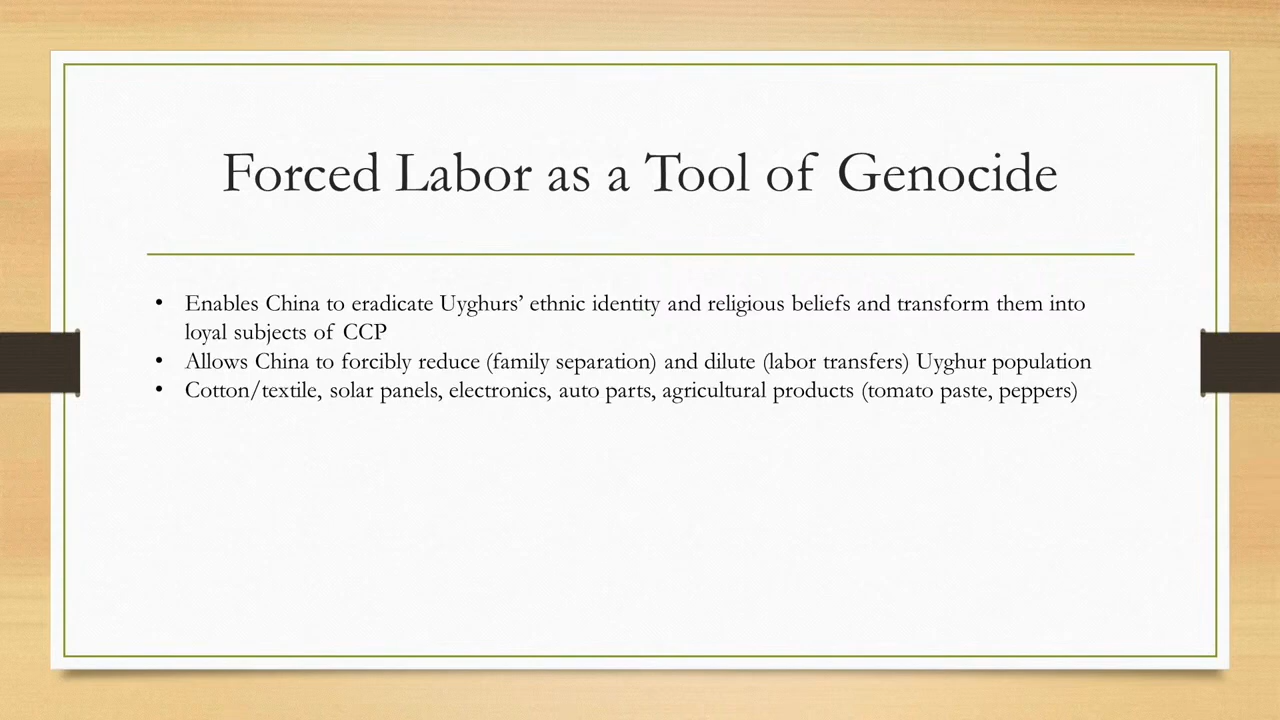 Forced Labor as a Tool of Genocide
• Enables China to eradicate Uyghurs’ ethnic identity and religious beliefs and transform them into
loyal subjects of CCP
• Allows China to forcibly reduce (family separation) and dilute (labor transfers) Uyghur population
• Cotton/textile, solar panels, electronics, auto parts, agricultural products (tomato paste, peppers)